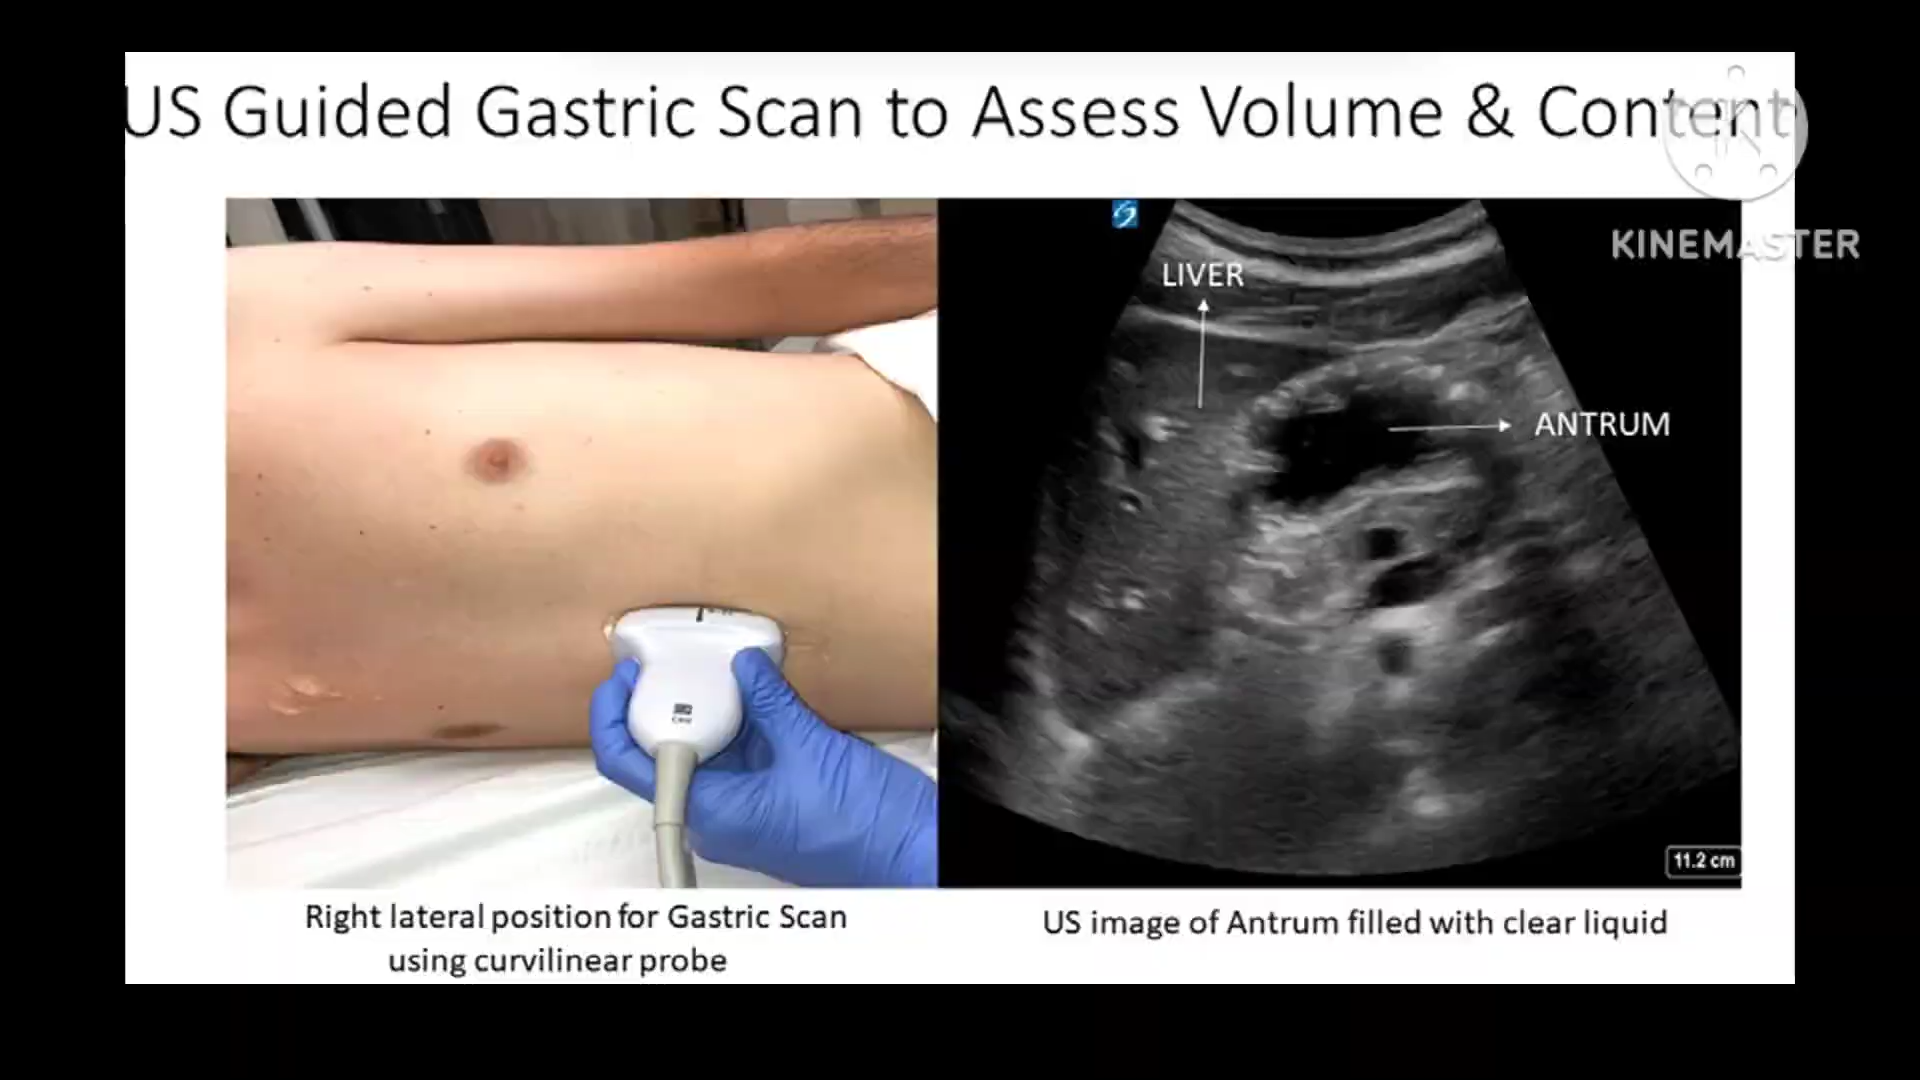 US Guided Gastric Scan to Assess Volume & Content
KINEMASTER
LIVER
ANTRUM
11.2 cm
Right lateral position for Gastric Scan
using curvilinear probe
US image of Antrum filled with clear liquid